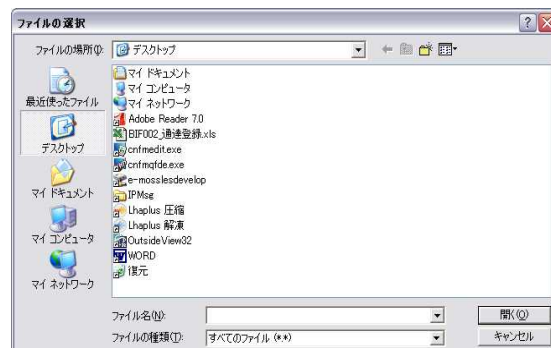 ファイルの選択
ファイルの場所(I):
デスクトップ
最近使ったファイル
デスクトップ
マイ ドキュメント
マイ コンピュータ
マイ ネットワーク
マイ ドキュメント
マイ コンピュータ
マイ ネットワーク
Adobe Reader 7.0
BIF002_通達登録.xls
cnfmedit.exe
cnfmqfde.exe
e-mosslesdevelop
IPMsg
Lhaplus 圧縮
Lhaplus 解凍
OutsideView32
WORD
復元
ファイル名(N):
開く(O)
ファイルの種類(T):
すべてのファイル (*.*)
キャンセル